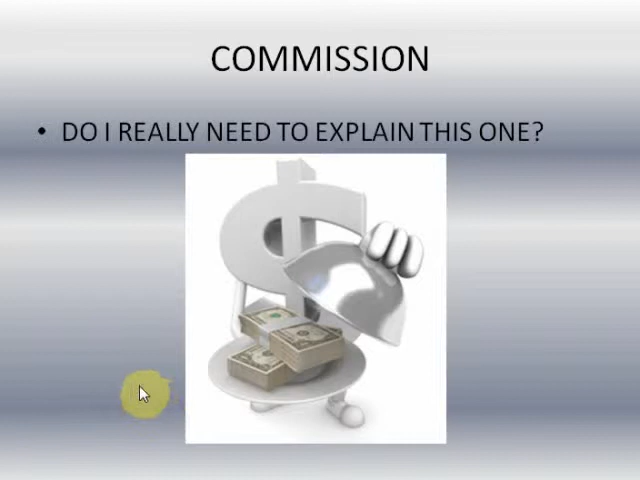 COMMISSION
• DO I REALLY NEED TO EXPLAIN THIS ONE?